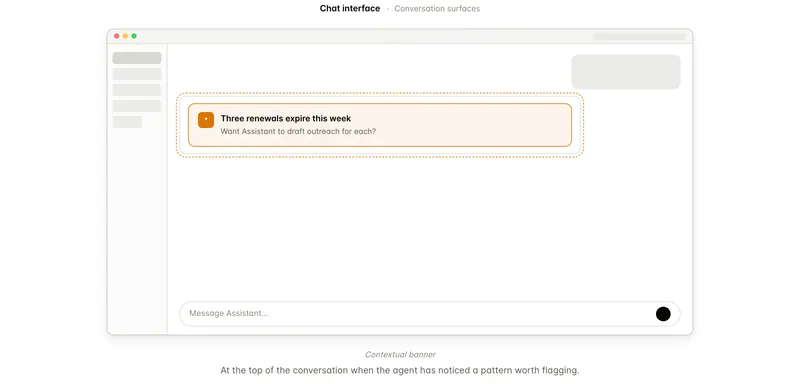 Chat interface · Conversation surfaces
Three renewals expire this week
Want Assistant to draft outreach for each?
Message Assistant...
Contextual banner
At the top of the conversation when the agent has noticed a pattern worth flagging.